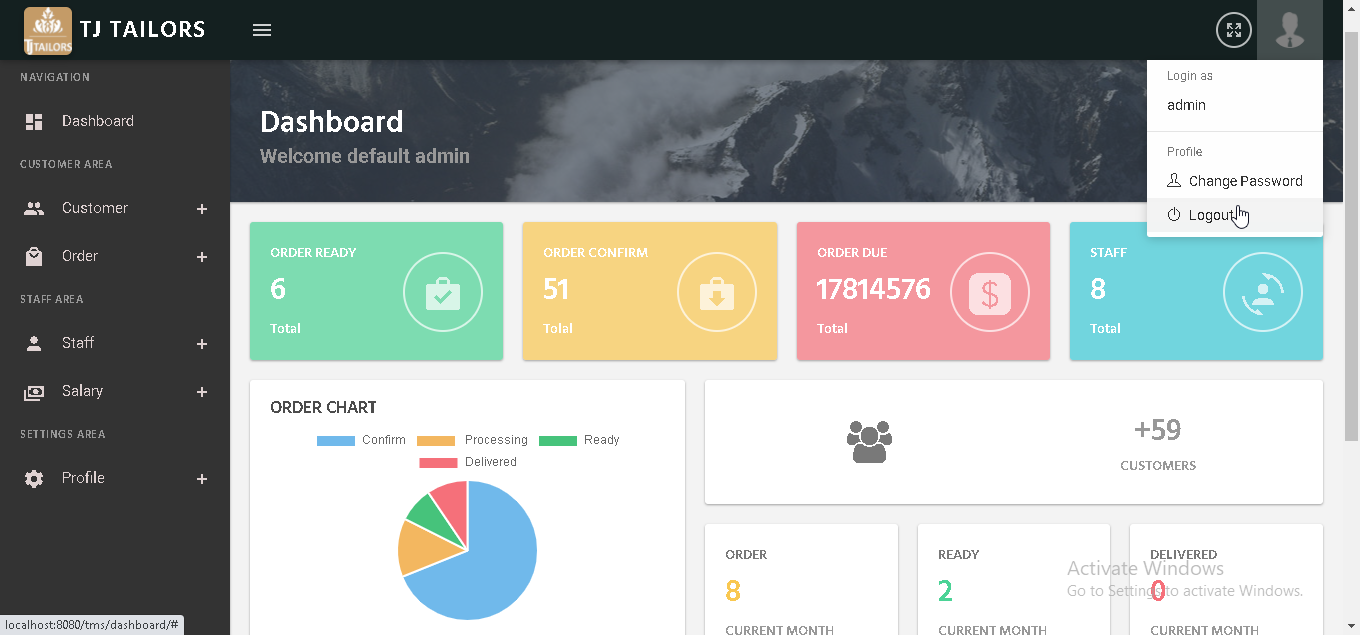 TJ TAILORS
TJ TAILORS
NAVIGATION
Dashboard
CUSTOMER AREA
Customer
Order
STAFF AREA
Staff
Salary
SETTINGS AREA
Profile
Login as
admin
Profile
Change Password
Logout
Dashboard
Welcome default admin
ORDER READY
6
Total
ORDER CONFIRM
51
Total
ORDER DUE
17814576
Total
$
STAFF
8
Total
ORDER CHART
Confirm Processing Ready
Delivered
+59
CUSTOMERS
ORDER
8
CURRENT MONTH
READY
2
CURRENT MONTH
DELIVERED
0
CURRENT MONTH
Activate Windows
Go to Settings to activate Windows.
localhost:8080/tms/dashboard/#